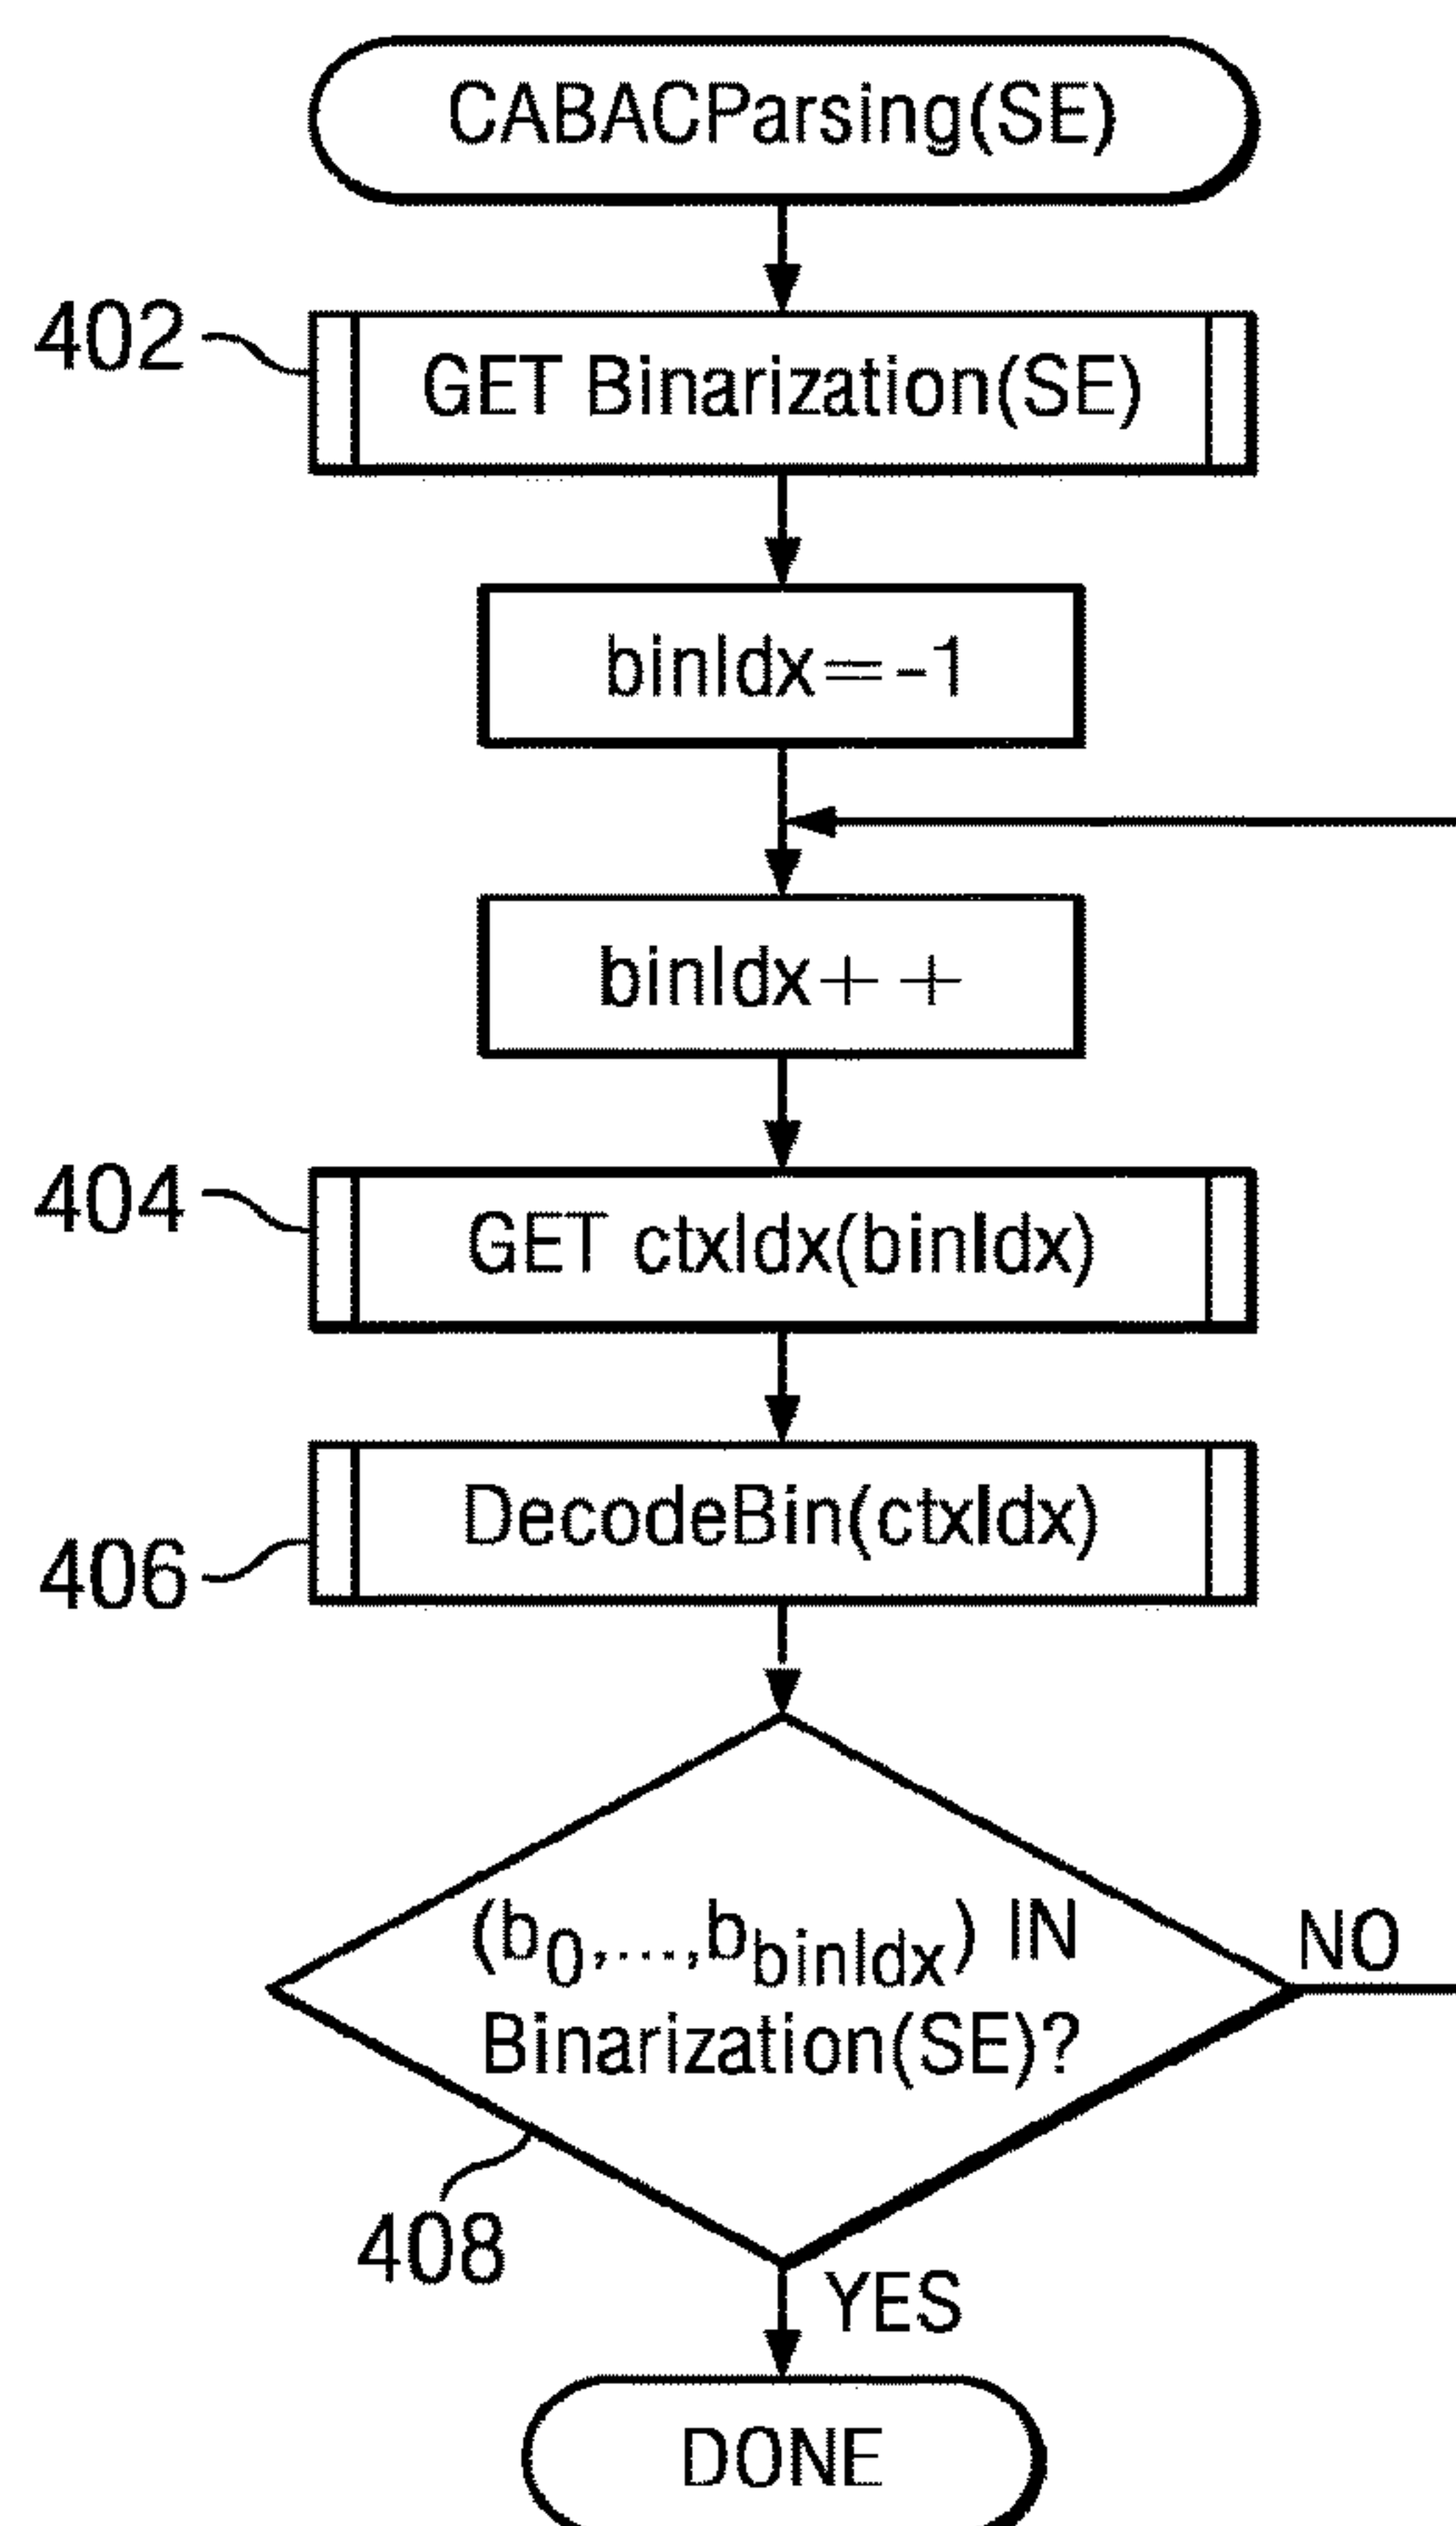 CABACParsing(SE)
402
GET Binarization(SE)
binIdx=-1
binIdx++
404
GET ctxIdx(binIdx)
DecodeBin(ctxIdx)
406
(b0,...,bbinIdx) IN
Binarization(SE)?
NO
408
YES
DONE